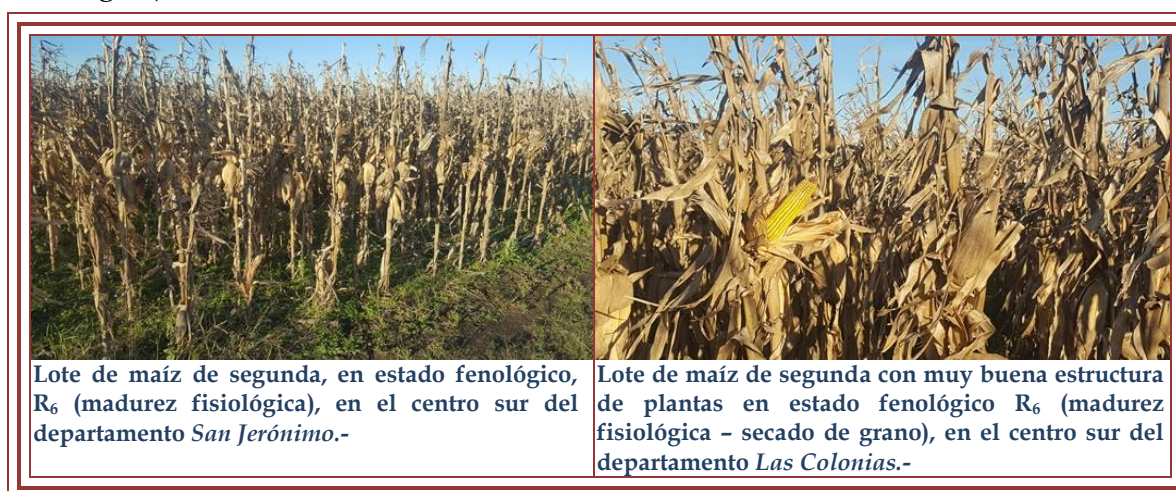 Lote de maíz de segunda, en estado fenológico,
R₆ (madurez fisiológica), en el centro sur del
departamento San Jerónimo.-
Lote de maíz de segunda con muy buena estructura
de plantas en estado fenológico R₆ (madurez
fisiológica – secado de grano), en el centro sur del
departamento Las Colonias.-